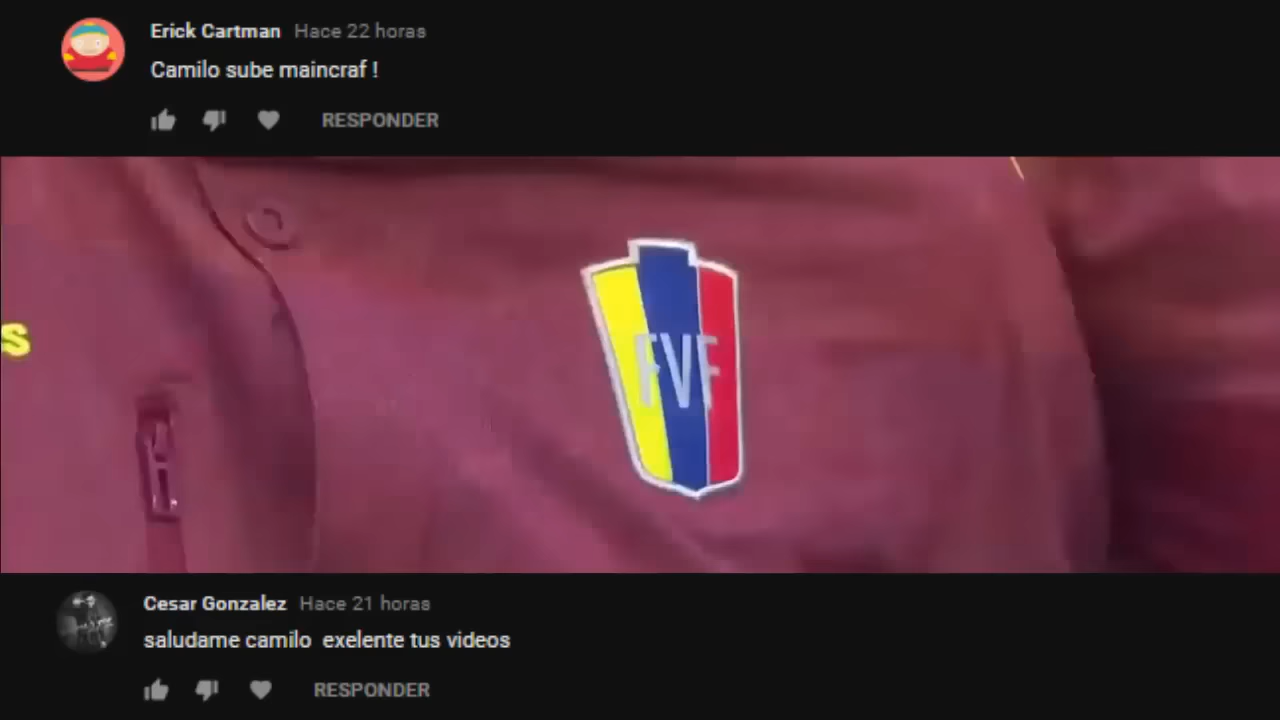 Erick Cartman Hace 22 horas
Camilo sube maincraf !
RESPONDER
s
FVF
Cesar Gonzalez Hace 21 horas
saludame camilo exelente tus videos
RESPONDER